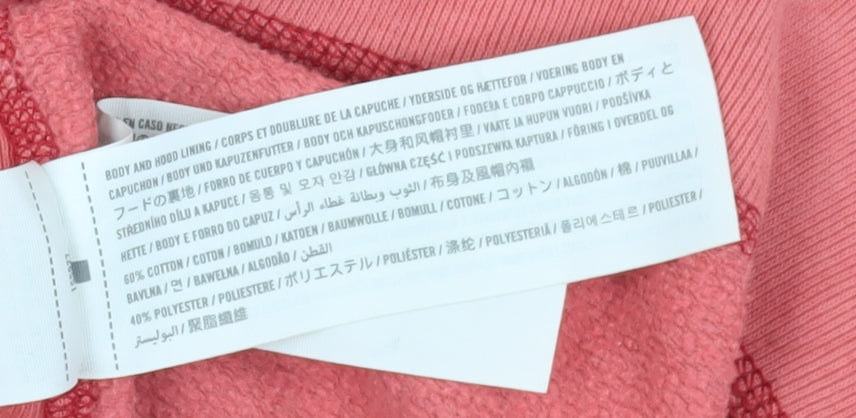 EN CASO NE
BODY AND HOOD LINING / CORPS ET DOUBLURE DE LA CAPUCHE / YDERSIDE OG HÆTTEFOR / VOERING BODY EN
CAPUCHON / BODY UND KAPUZENFUTTER / BODY OCH KAPUSCHONGFODER / FODERA E CORPO CAPPUCCIO / ボディと
フードの裏地 / FORRO DE CUERPO Y CAPUCHÓN / 大身和风帽衬里 / VAATE JA HUPUN VUORI / PODŠÍVKA
STŘEDNÍHO DÍLU A KAPUCE / 몸통 및 모자 안감 / GŁÓWNA CZĘŚĆ I PODSZEWKA KAPTURA / FÔRING I OVERDEL OG
HETTE / BODY E FORRO DO CAPUZ / الثوب وبطانة غطاء الرأس / 布身及風帽內襯
60% COTTON / COTON / BOMULD / KATOEN / BAUMWOLLE / BOMULL / COTONE / コットン / ALGODÓN / 棉 / PUUVILLAA /
BAVLNA / 면 / BAWEŁNA / ALGODÃO / القطن
40% POLYESTER / POLIESTERE / ポリエステル / POLIÉSTER / 涤纶 / POLYESTERIÄ / 폴리에스테르 / POLIESTER /
البوليستر / 聚脂纖維